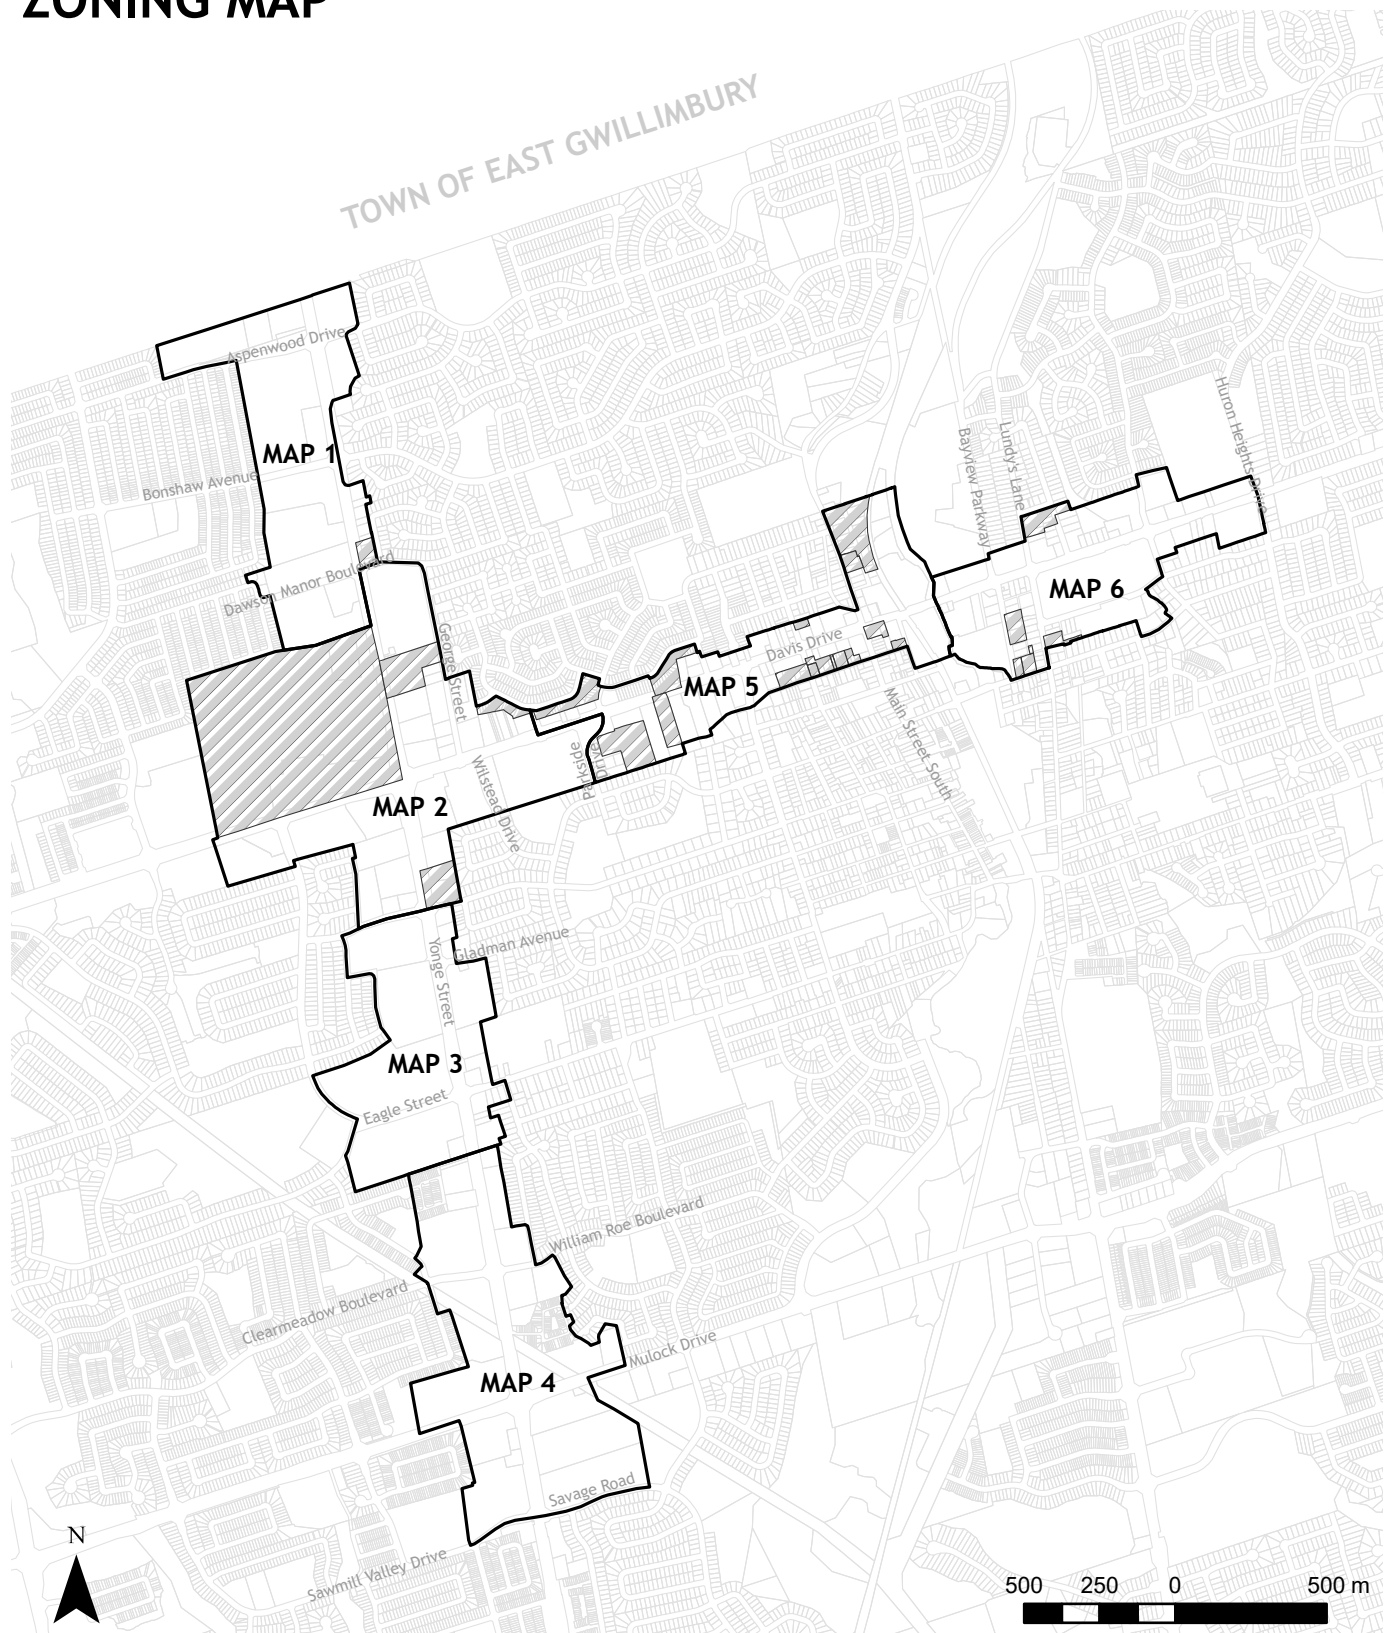 ZONING MAP
TOWN OF EAST GWILLIMBURY
Aspenwood Drive
Huron Heights Drive
MAP 1
Bonshaw Avenue
Bayview Parkway
Lundy's Lane
Dawson Manor Boulevard
MAP 6
George Street
Davis Drive
MAP 5
Main Street South
Parkside
Drive
Wilstead Drive
MAP 2
Gladman Avenue
Yonge Street
MAP 3
Eagle Street
William Roe Boulevard
Clearmeadow Boulevard
Mulock Drive
MAP 4
Savage Road
Sawmill Valley Drive
N
500 250 0 500 m